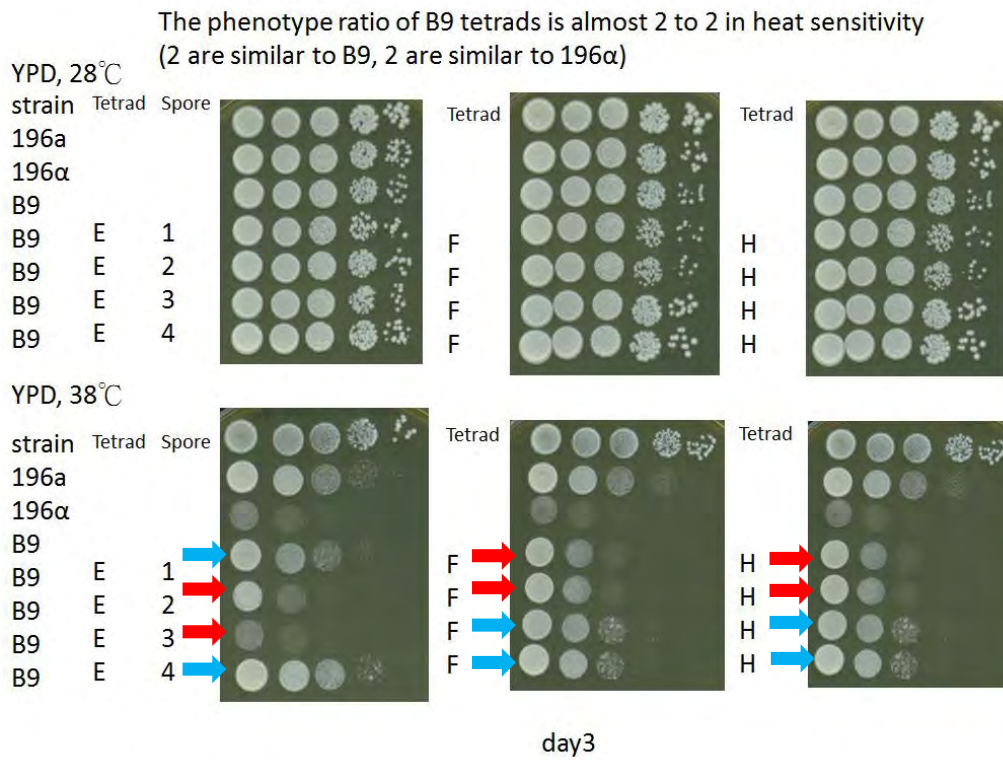 The phenotype ratio of B9 tetrads is almost 2 to 2 in heat sensitivity
(2 are similar to B9, 2 are similar to 196α)
YPD, 28℃
strain Tetrad Spore
196a
196α
B9
B9 E 1
B9 E 2
B9 E 3
B9 E 4
Tetrad
F
F
F
F
Tetrad
H
H
H
H
YPD, 38℃
strain Tetrad Spore
196a
196α
B9
B9 E 1
B9 E 2
B9 E 3
B9 E 4
Tetrad
F
F
F
F
Tetrad
H
H
H
H
day3